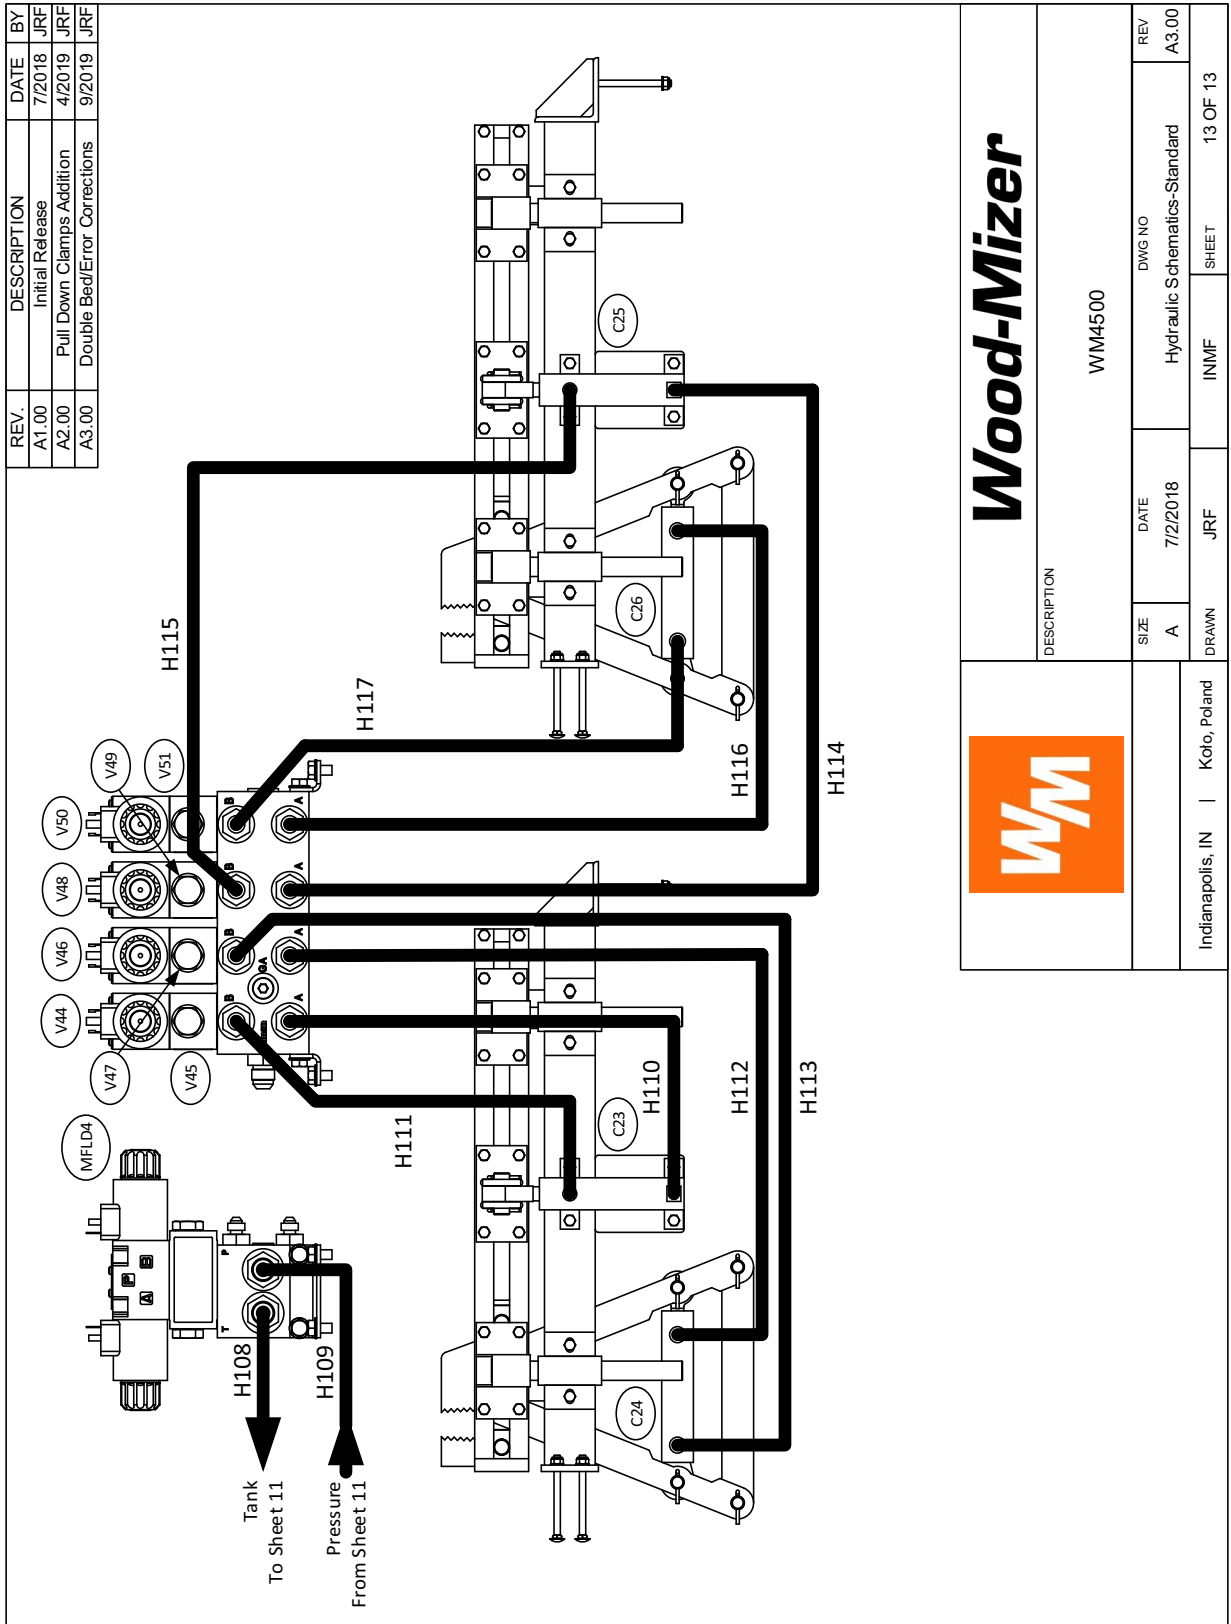 REV.
DESCRIPTION
DATE
BY
A1.00
Initial Release
7/2018
JRF
A2.00
Pull Down Clamps Addition
4/2019
JRF
A3.00
Double Bed/Error Corrections
9/2019
JRF
MFLD4
V47
V44
V46
V48
V50
V49
V45
V51
A
P
B
T
P
B
B
B
B
GA
A
A
A
A
H108
H109
Tank
To Sheet 11
Pressure
From Sheet 11
H111
H115
H117
C24
C23
H110
C26
C25
H112
H116
H113
H114
WM
Wood-Mizer
DESCRIPTION
WM4500
SIZE
A
DATE
7/2/2018
DWG NO
Hydraulic Schematics-Standard
REV
A3.00
Indianapolis, IN | Koło, Poland
DRAWN
JRF
INMF
SHEET
13 OF 13